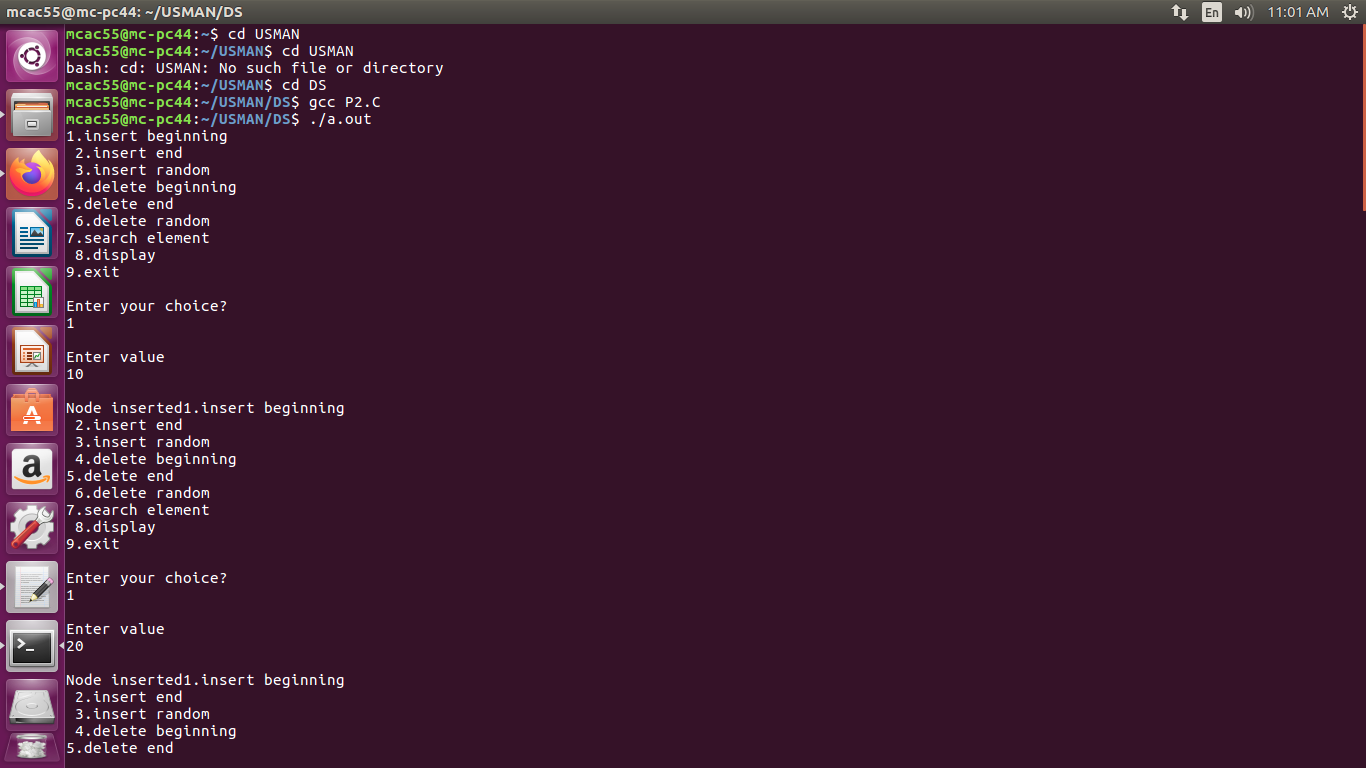 mcac55@mc-pc44: ~/USMAN/DS
En
11:01 AM
mcac55@mc-pc44:~$ cd USMAN
mcac55@mc-pc44:~/USMAN$ cd USMAN
bash: cd: USMAN: No such file or directory
mcac55@mc-pc44:~/USMAN$ cd DS
mcac55@mc-pc44:~/USMAN/DS$ gcc P2.C
mcac55@mc-pc44:~/USMAN/DS$ ./a.out
1.insert beginning
 2.insert end
 3.insert random
 4.delete beginning
5.delete end
 6.delete random
7.search element
 8.display
9.exit

Enter your choice?
1

Enter value
10

Node inserted1.insert beginning
 2.insert end
 3.insert random
 4.delete beginning
5.delete end
 6.delete random
7.search element
 8.display
9.exit

Enter your choice?
1

Enter value
20

Node inserted1.insert beginning
 2.insert end
 3.insert random
 4.delete beginning
5.delete end